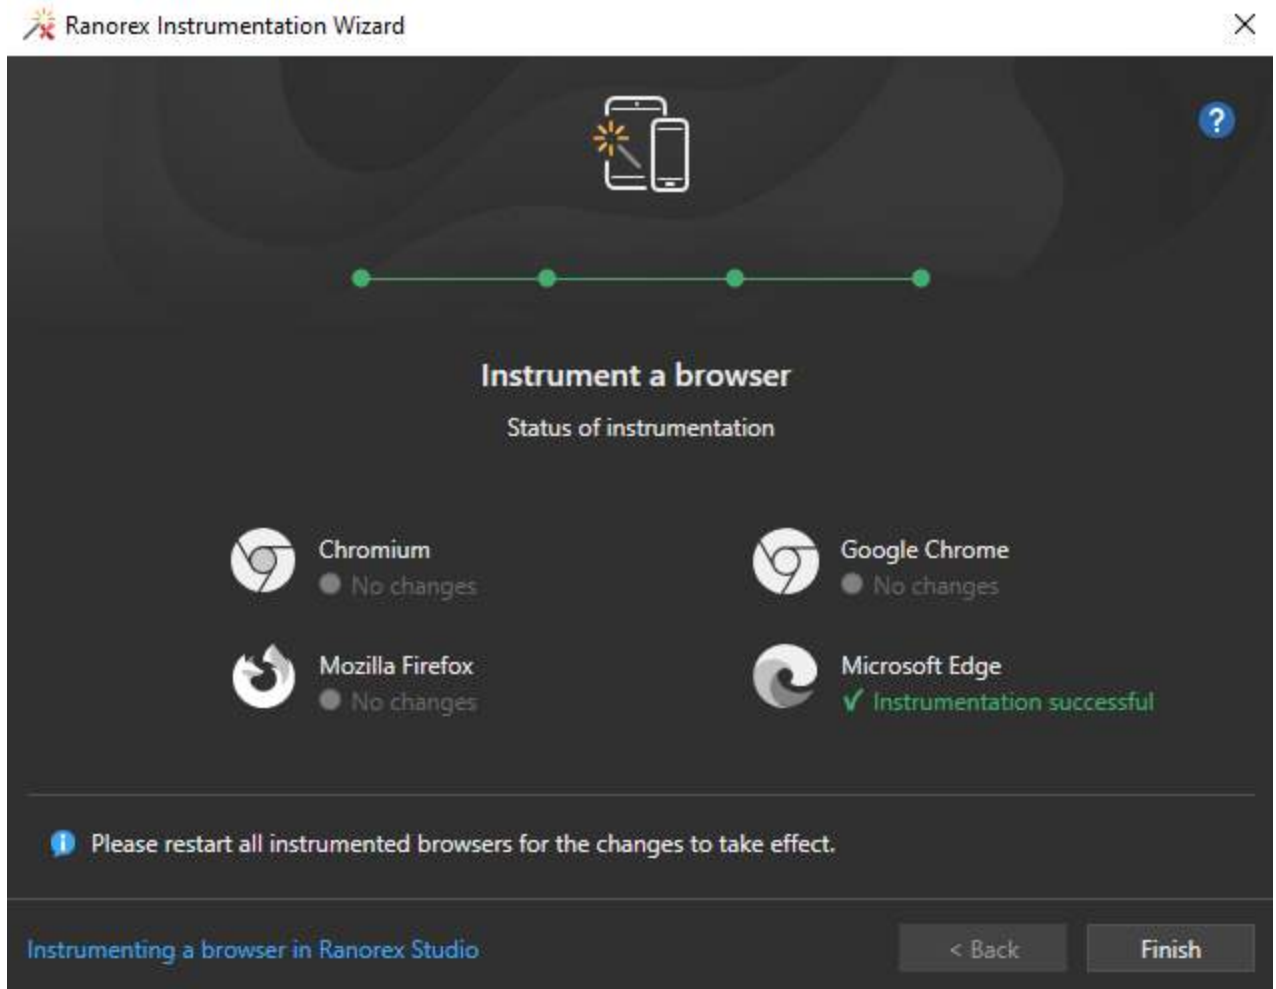 Ranorex Instrumentation Wizard
?
Instrument a browser
Status of instrumentation
Chromium
No changes
Google Chrome
No changes
Mozilla Firefox
No changes
Microsoft Edge
Instrumentation successful
Please restart all instrumented browsers for the changes to take effect.
Instrumenting a browser in Ranorex Studio
< Back
Finish